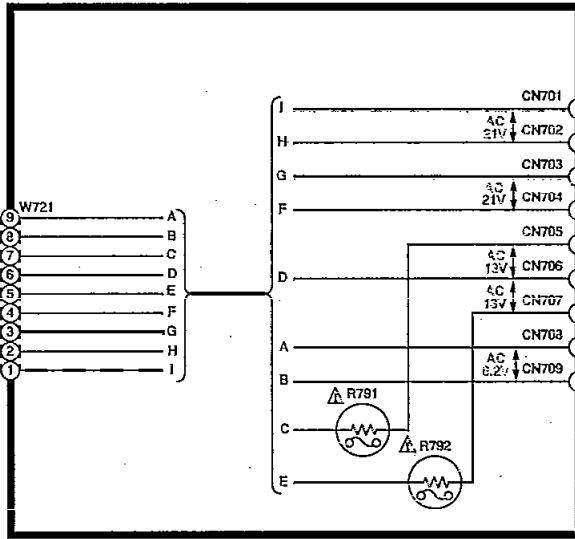 I CN701
AC 21V
H CN702
G CN703
AC 21V
F CN704
CN705
AC 13V
D CN706
AC 13V
CN707
A CN708
AC 6.2V
B CN709
C R791
E R792
W721
9 A
8 B
7 C
6 D
5 E
4 F
3 G
2 H
1 I